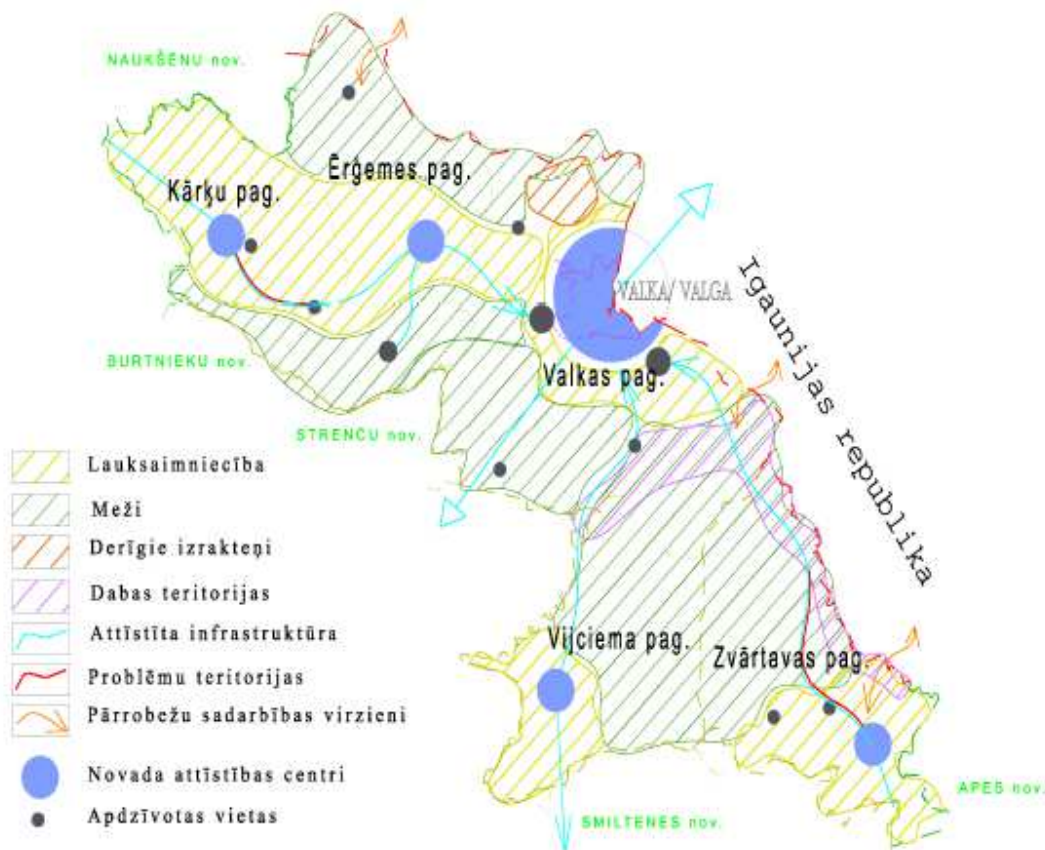 NAUKŠĒNU nov.
Ērģemes pag.
Kārķu pag.
VALKA/ VALGA
Igaunijas republika
BURTNIEKU nov.
Valkas pag.
STRENČU nov.
Lauksaimniecība
Meži
Derīgie izrakteņi
Dabas teritorijas
Attīstīta infrastruktūra
Vijciema pag.
Zvārtavas pag.
Problēmu teritorijas
Pārrobežu sadarbības virzieni
Novada attīstības centri
APES nov.
Apdzīvotas vietas
SMILTENES nov.